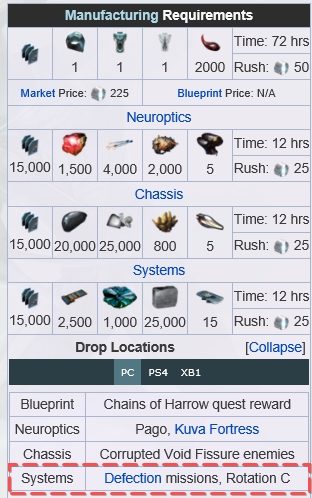 Manufacturing Requirements
1 1 1 2000 Time: 72 hrs
Rush: 50
Market Price: 225 Blueprint Price: N/A
Neuroptics
15,000 1,500 4,000 2,000 5 Time: 12 hrs
Rush: 25
Chassis
15,000 20,000 25,000 800 5 Time: 12 hrs
Rush: 25
Systems
15,000 2,500 1,000 25,000 15 Time: 12 hrs
Rush: 25
Drop Locations [Collapse]
PC PS4 XB1
Blueprint Chains of Harrow quest reward
Neuroptics Pago, Kuva Fortress
Chassis Corrupted Void Fissure enemies
Systems Defection missions, Rotation C